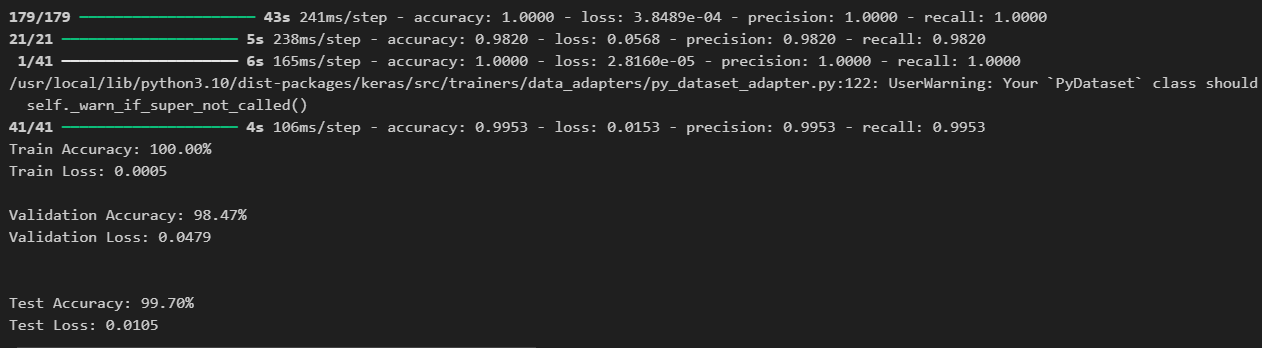 179/179 ━━━━━━━━━━━━━━━━━━━━ 43s 241ms/step - accuracy: 1.0000 - loss: 3.8489e-04 - precision: 1.0000 - recall: 1.0000
21/21 ━━━━━━━━━━━━━━━━━━━━ 5s 238ms/step - accuracy: 0.9820 - loss: 0.0568 - precision: 0.9820 - recall: 0.9820
1/41 ━━━━━━━━━━━━━━━━━━━━ 6s 165ms/step - accuracy: 1.0000 - loss: 2.8160e-05 - precision: 1.0000 - recall: 1.0000
/usr/local/lib/python3.10/dist-packages/keras/src/trainers/data_adapters/py_dataset_adapter.py:122: UserWarning: Your `PyDataset` class should
self._warn_if_super_not_called()
41/41 ━━━━━━━━━━━━━━━━━━━━ 4s 106ms/step - accuracy: 0.9953 - loss: 0.0153 - precision: 0.9953 - recall: 0.9953
Train Accuracy: 100.00%
Train Loss: 0.0005
Validation Accuracy: 98.47%
Validation Loss: 0.0479
Test Accuracy: 99.70%
Test Loss: 0.0105